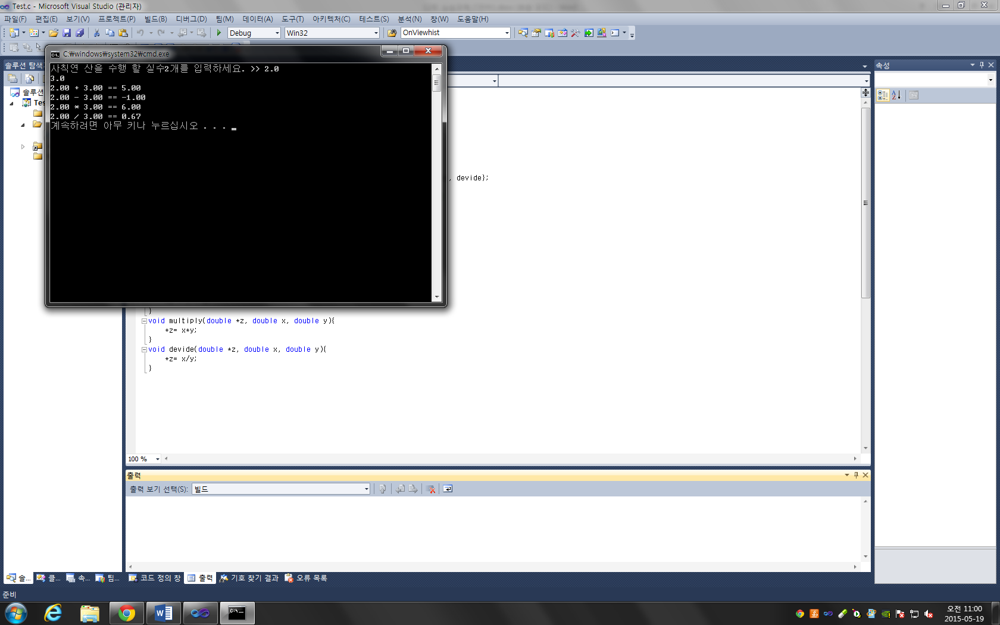 Test.c - Microsoft Visual Studio (관리자)
파일(F) 편집(E) 보기(V) 프로젝트(P) 빌드(B) 디버그(D) 팀(M) 데이터(A) 도구(T) 아키텍처(C) 테스트(S) 분석(N) 창(W) 도움말(H)
Debug Win32 OnViewhist
C:\windows\system32\cmd.exe
사칙연 산을 수행 할 실수2개를 입력하세요. >> 2.0
3.0
2.00 + 3.00 == 5.00
2.00 - 3.00 == -1.00
2.00 * 3.00 == 6.00
2.00 / 3.00 == 0.67
계속하려면 아무 키나 누르십시오 . . .
솔루션 탐색
솔루션
Tes
속성
, devide};
}
void multiply(double *z, double x, double y){
*z= x*y;
}
void devide(double *z, double x, double y){
*z= x/y;
}
100 %
출력
출력 보기 선택(S): 빌드
솔... 클... 속... 팀... 코드 정의 창 출력 기호 찾기 결과 오류 목록
준비
오전 11:00
2015-05-19